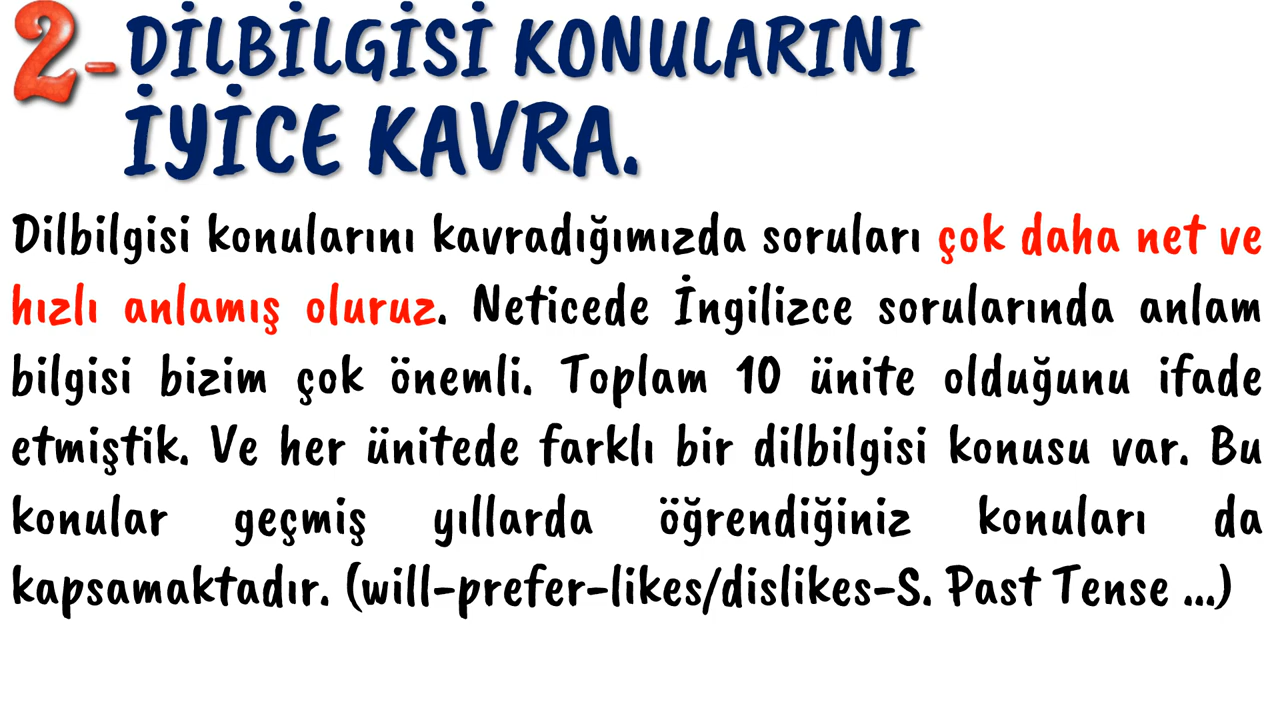 2-DİLBİLGİSİ KONULARINI
İYİCE KAVRA.
Dilbilgisi konularını kavradığımızda soruları çok daha net ve
hızlı anlamış oluruz. Neticede İngilizce sorularında anlam
bilgisi bizim çok önemli. Toplam 10 ünite olduğunu ifade
etmiştik. Ve her ünitede farklı bir dilbilgisi konusu var. Bu
konular geçmiş yıllarda öğrendiğiniz konuları da
kapsamaktadır. (will-prefer-likes/dislikes-S. Past Tense ...)